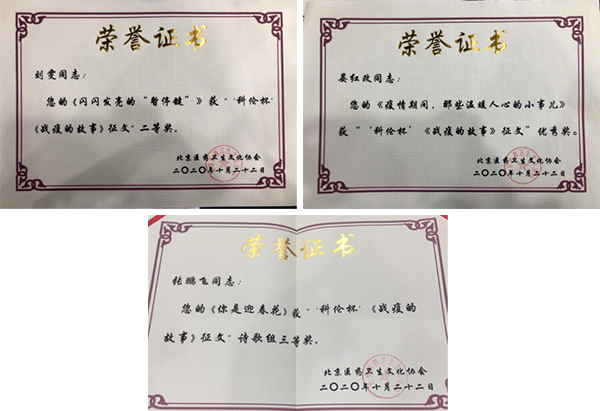 荣誉证书
刘雯同志：
您的《闪闪发亮的“暂停键”》获“‘科伦杯’
《战疫的故事》征文”二等奖。
北京医药卫生文化协会
二〇二〇年十月二十二日
荣誉证书
晏红改同志：
您的《疫情期间，那些温暖人心的小事儿》
获“‘科伦杯’《战疫的故事》征文”优秀奖。
北京医药卫生文化协会
二〇二〇年十月二十二日
荣誉证书
张鹏飞同志：
您的《你是迎春花》获“‘科伦杯’《战疫的
故事》征文”诗歌组三等奖。
北京医药卫生文化协会
二〇二〇年十月二十二日